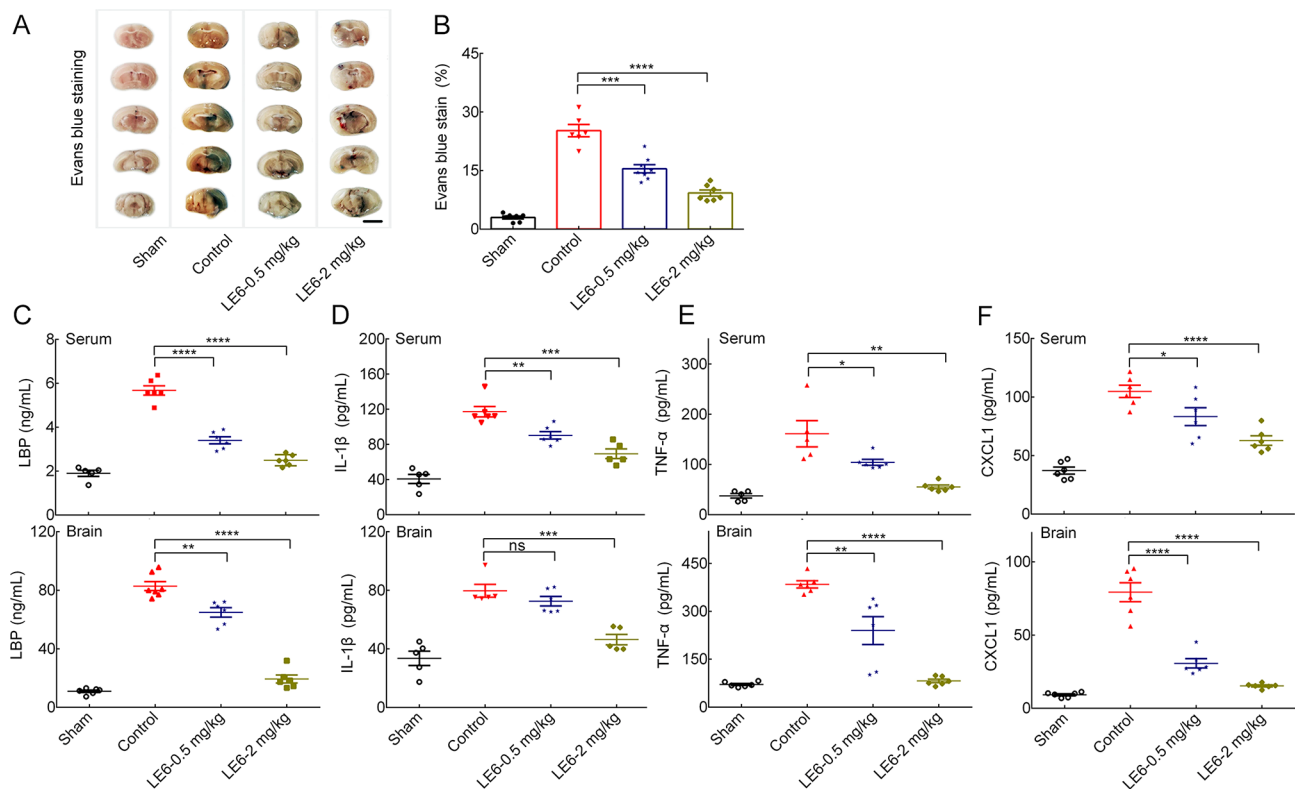 A
Evans blue staining
Sham
Control
LE6-0.5 mg/kg
LE6-2 mg/kg
B
Evans blue stain (%)
45
30
15
0
****
***
Sham
Control
LE6-0.5 mg/kg
LE6-2 mg/kg
C
Serum
LBP (ng/mL)
8
6
4
2
0
****
****
Brain
LBP (ng/mL)
120
80
40
0
****
**
Sham
Control
LE6-0.5 mg/kg
LE6-2 mg/kg
D
Serum
IL-1β (pg/mL)
200
160
120
80
40
0
***
**
Brain
IL-1β (pg/mL)
120
80
40
0
***
ns
Sham
Control
LE6-0.5 mg/kg
LE6-2 mg/kg
E
Serum
TNF-α (pg/mL)
300
200
100
0
**
*
Brain
TNF-α (pg/mL)
450
300
150
0
****
**
Sham
Control
LE6-0.5 mg/kg
LE6-2 mg/kg
F
Serum
CXCL1 (pg/mL)
150
100
50
0
****
*
Brain
CXCL1 (pg/mL)
100
50
0
****
****
Sham
Control
LE6-0.5 mg/kg
LE6-2 mg/kg